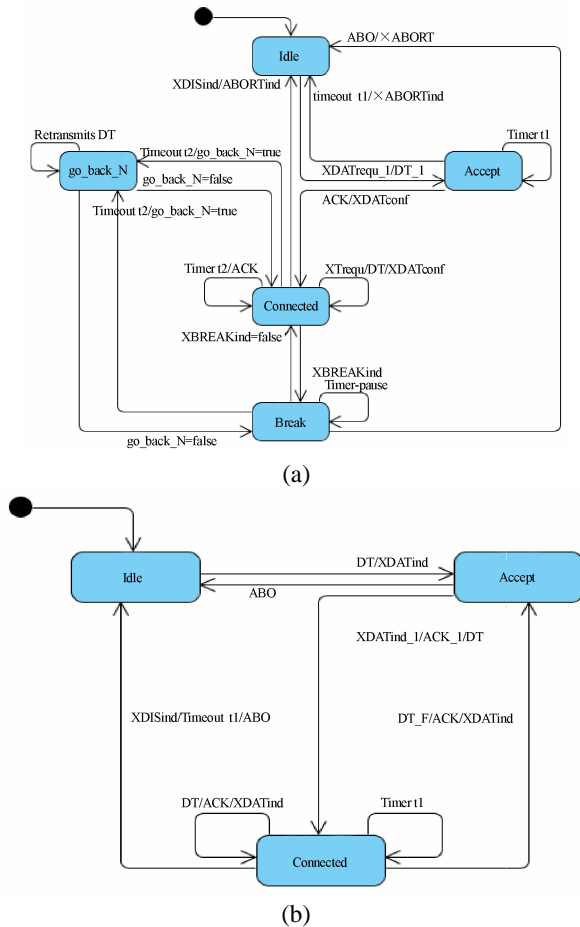 ABO/×ABORT
Idle
XDISind/ABORTind
timeout t1/×ABORTind
Retransmits DT
Timer t1
Timeout t2/go_back_N=true
go_back_N
XDATrequ_1/DT_1
Accept
go_back_N=false
ACK/XDATconf
Timeout t2/go_back_N=true
Timer t2/ACK
XTrequ/DT/XDATconf
Connected
XBREAKind=false
XBREAKind
Timer-pause
Break
go_back_N=false
(a)
DT/XDATind
Idle
Accept
ABO
XDATind_1/ACK_1/DT
XDISind/Timeout t1/ABO
DT_F/ACK/XDATind
DT/ACK/XDATind
Timer t1
Connected
(b)